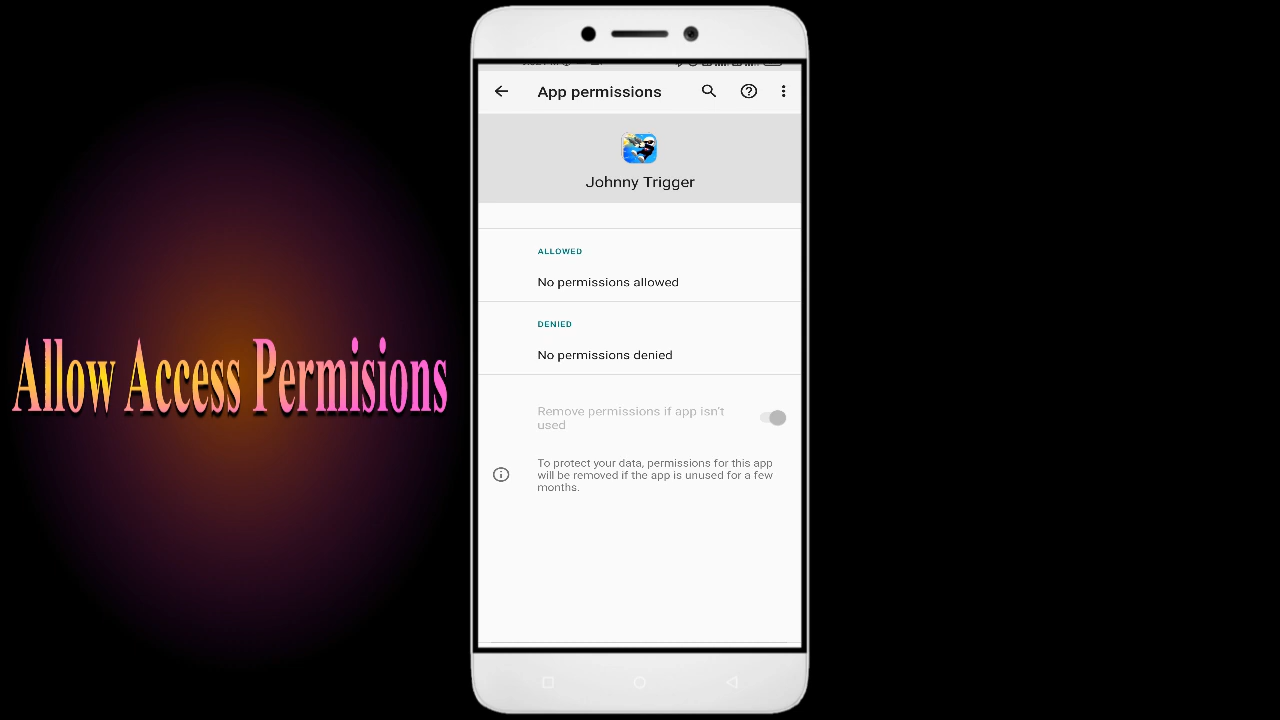 App permissions
Johnny Trigger
ALLOWED
No permissions allowed
DENIED
No permissions denied
Remove permissions if app isn't
used
To protect your data, permissions for this app
will be removed if the app is unused for a few
months.
Allow Access Permisions